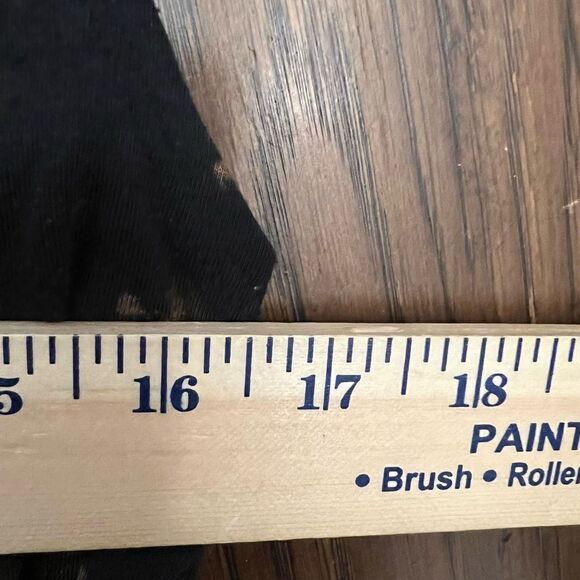 5 16 17 18
PAINT
• Brush • Roller